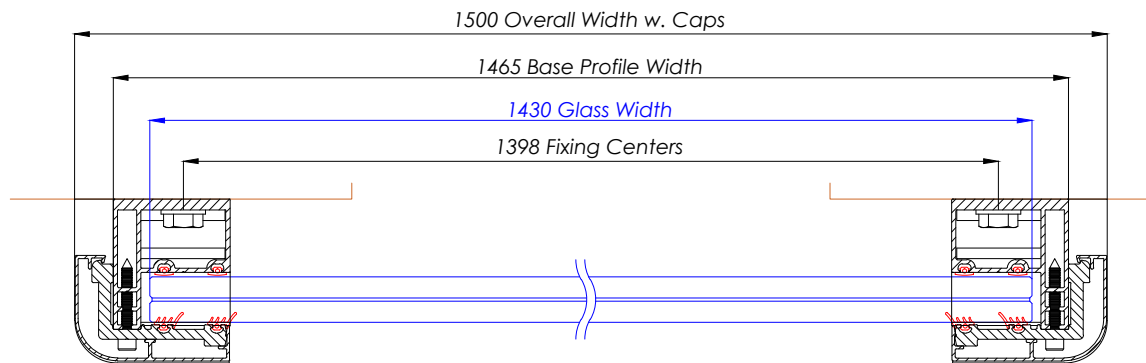 1500 Overall Width w. Caps
1465 Base Profile Width
1430 Glass Width
1398 Fixing Centers